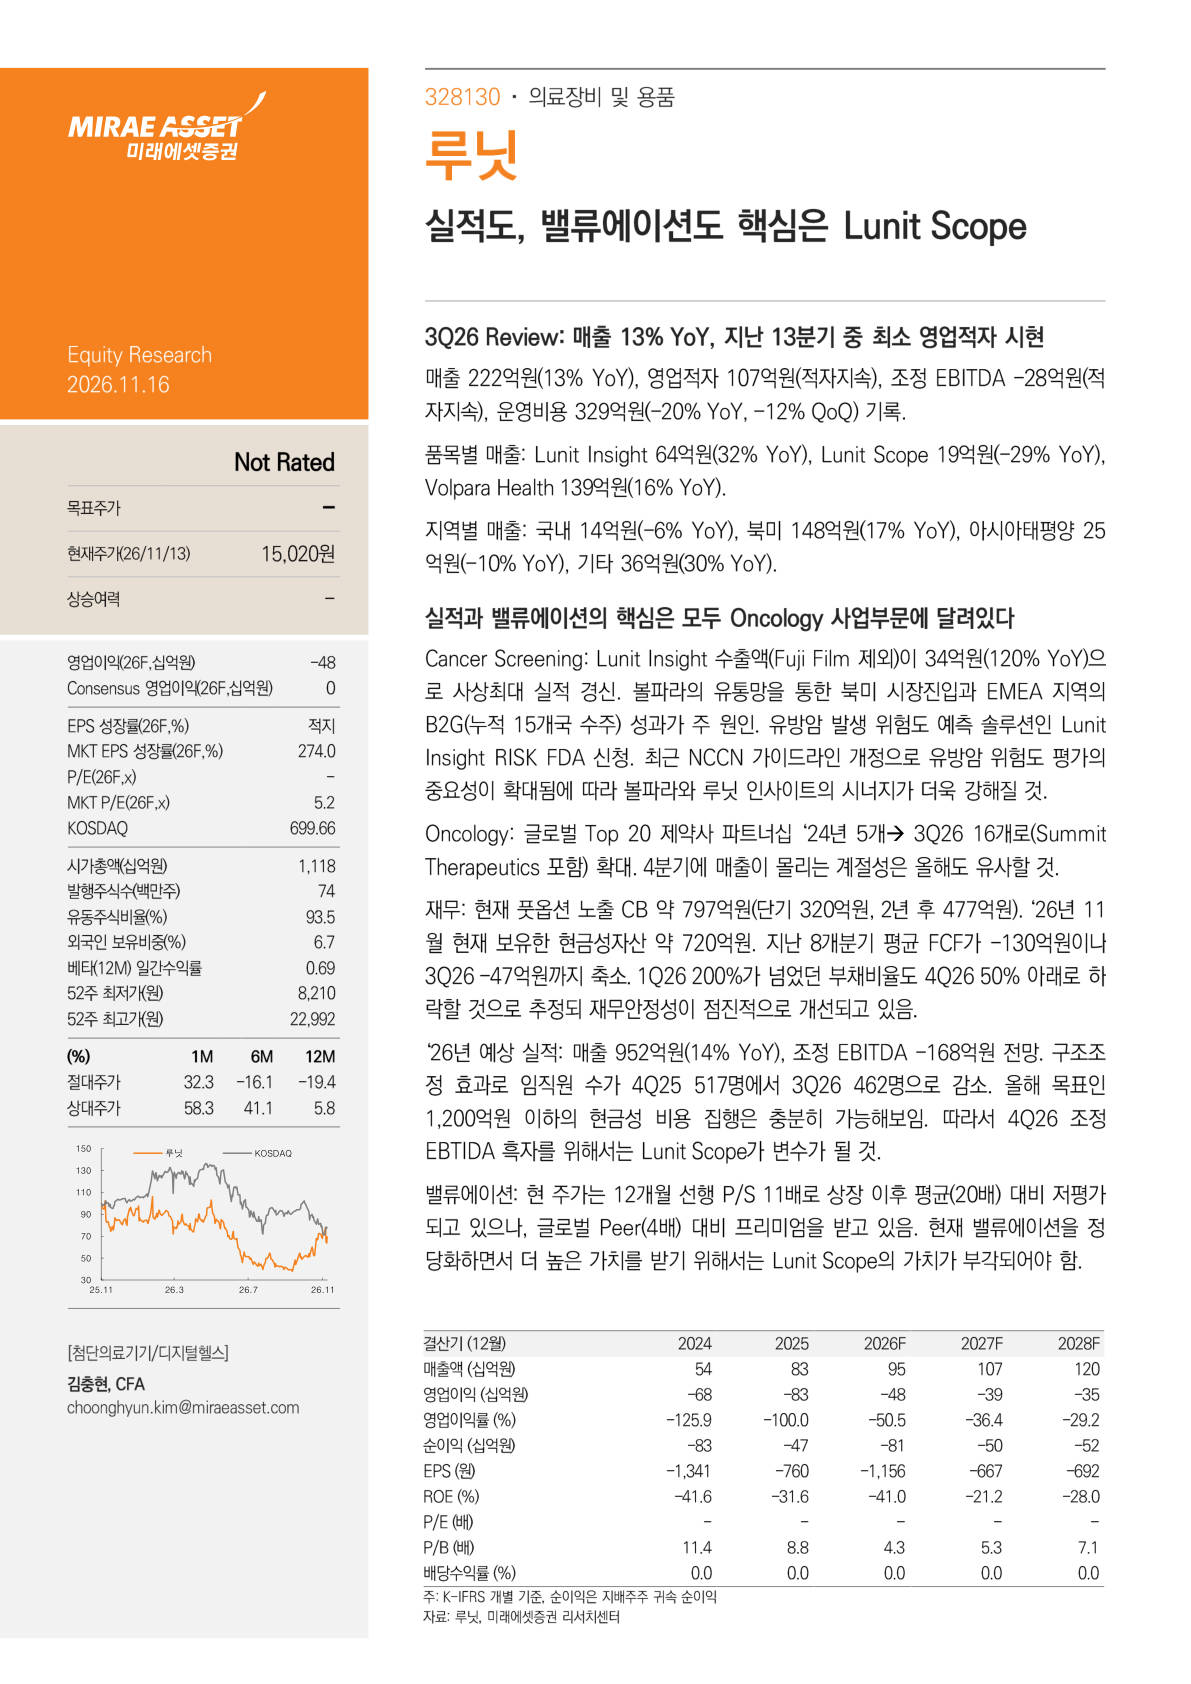 MIRAE ASSET
미래에셋증권
Equity Research
2026.11.16
Not Rated
목표주가 –
현재주가(26/11/13) 15,020원
상승여력 –
영업이익(26F,십억원) -48
Consensus 영업이익(26F,십억원) 0
EPS 성장률(26F,%) 적지
MKT EPS 성장률(26F,%) 274.0
P/E(26F,x) –
MKT P/E(26F,x) 5.2
KOSDAQ 699.66
시가총액(십억원) 1,118
발행주식수(백만주) 74
유동주식비율(%) 93.5
외국인 보유비중(%) 6.7
베타(12M) 일간수익률 0.69
52주 최저가(원) 8,210
52주 최고가(원) 22,992
(%) 1M 6M 12M
절대주가 32.3 -16.1 -19.4
상대주가 58.3 41.1 5.8
루닛 KOSDAQ
150
130
110
90
70
50
30
25.11 26.3 26.7 26.11
[첨단의료기기/디지털헬스]
김충현, CFA
choonghyun.kim@miraeasset.com
328130 · 의료장비 및 용품
루닛
실적도, 밸류에이션도 핵심은 Lunit Scope
3Q26 Review: 매출 13% YoY, 지난 13분기 중 최소 영업적자 시현
매출 222억원(13% YoY), 영업적자 107억원(적자지속), 조정 EBITDA -28억원(적
자지속), 운영비용 329억원(-20% YoY, -12% QoQ) 기록.
품목별 매출: Lunit Insight 64억원(32% YoY), Lunit Scope 19억원(-29% YoY),
Volpara Health 139억원(16% YoY).
지역별 매출: 국내 14억원(-6% YoY), 북미 148억원(17% YoY), 아시아태평양 25
억원(-10% YoY), 기타 36억원(30% YoY).
실적과 밸류에이션의 핵심은 모두 Oncology 사업부문에 달려있다
Cancer Screening: Lunit Insight 수출액(Fuji Film 제외)이 34억원(120% YoY)으
로 사상최대 실적 경신. 볼파라의 유통망을 통한 북미 시장진입과 EMEA 지역의
B2G(누적 15개국 수주) 성과가 주 원인. 유방암 발생 위험도 예측 솔루션인 Lunit
Insight RISK FDA 신청. 최근 NCCN 가이드라인 개정으로 유방암 위험도 평가의
중요성이 확대됨에 따라 볼파라와 루닛 인사이트의 시너지가 더욱 강해질 것.
Oncology: 글로벌 Top 20 제약사 파트너십 ‘24년 5개→ 3Q26 16개로(Summit
Therapeutics 포함) 확대. 4분기에 매출이 몰리는 계절성은 올해도 유사할 것.
재무: 현재 풋옵션 노출 CB 약 797억원(단기 320억원, 2년 후 477억원). ‘26년 11
월 현재 보유한 현금성자산 약 720억원. 지난 8개분기 평균 FCF가 -130억원이나
3Q26 -47억원까지 축소. 1Q26 200%가 넘었던 부채비율도 4Q26 50% 아래로 하
락할 것으로 추정되 재무안정성이 점진적으로 개선되고 있음.
‘26년 예상 실적: 매출 952억원(14% YoY), 조정 EBITDA -168억원 전망. 구조조
정 효과로 임직원 수가 4Q25 517명에서 3Q26 462명으로 감소. 올해 목표인
1,200억원 이하의 현금성 비용 집행은 충분히 가능해보임. 따라서 4Q26 조정
EBTIDA 흑자를 위해서는 Lunit Scope가 변수가 될 것.
밸류에이션: 현 주가는 12개월 선행 P/S 11배로 상장 이후 평균(20배) 대비 저평가
되고 있으나, 글로벌 Peer(4배) 대비 프리미엄을 받고 있음. 현재 밸류에이션을 정
당화하면서 더 높은 가치를 받기 위해서는 Lunit Scope의 가치가 부각되어야 함.
결산기 (12월) 2024 2025 2026F 2027F 2028F
매출액 (십억원) 54 83 95 107 120
영업이익 (십억원) -68 -83 -48 -39 -35
영업이익률 (%) -125.9 -100.0 -50.5 -36.4 -29.2
순이익 (십억원) -83 -47 -81 -50 -52
EPS (원) -1,341 -760 -1,156 -667 -692
ROE (%) -41.6 -31.6 -41.0 -21.2 -28.0
P/E (배) – – – – –
P/B (배) 11.4 8.8 4.3 5.3 7.1
배당수익률 (%) 0.0 0.0 0.0 0.0 0.0
주: K-IFRS 개별 기준, 순이익은 지배주주 귀속 순이익
자료: 루닛, 미래에셋증권 리서치센터